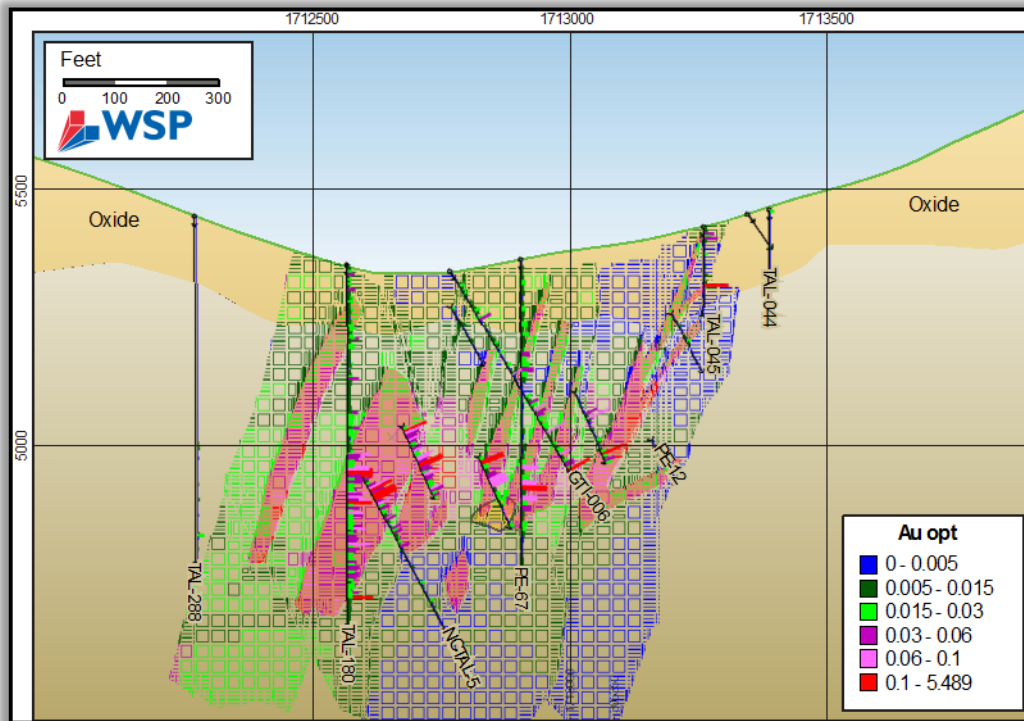 1712500 1713000 1713500
Feet
0 100 200 300
WSP
5500
Oxide
Oxide
TAL-044
TAL-045
5000
PE-12
GTI-006
TAL-288
PE-67
TAL-180
NCTAL-5
Au opt
0 - 0.005
0.005 - 0.015
0.015 - 0.03
0.03 - 0.06
0.06 - 0.1
0.1 - 5.489